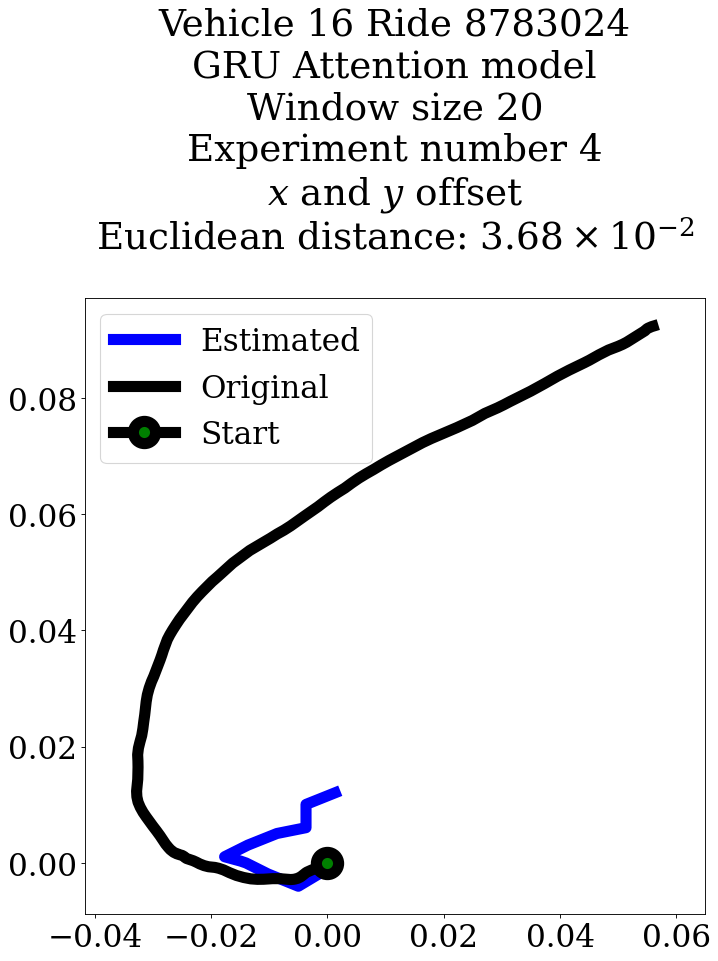 Vehicle 16 Ride 8783024
GRU Attention model
Window size 20
Experiment number 4
x and y offset
Euclidean distance: 3.68 × 10⁻²
Estimated
Original
Start
0.08
0.06
0.04
0.02
0.00
−0.04 −0.02 0.00 0.02 0.04 0.06